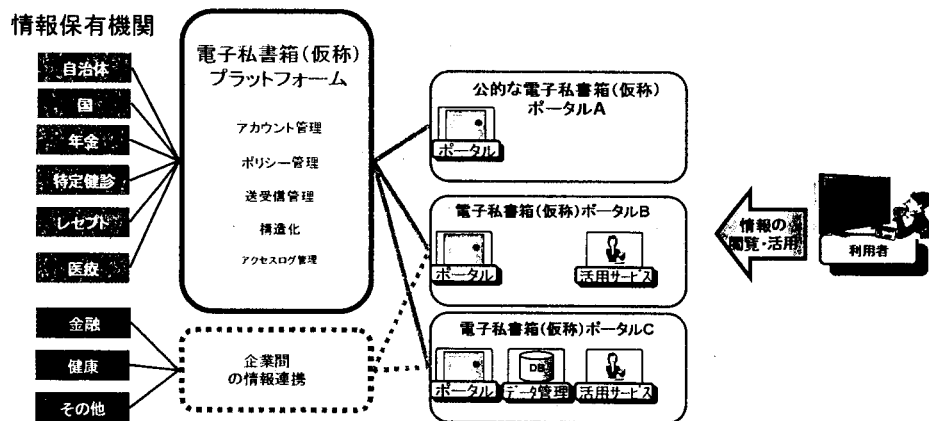 情報保有機関
自治体
国
年金
特定健診
レセプト
医療
金融
健康
その他
電子私書箱(仮称)
プラットフォーム
アカウント管理
ポリシー管理
送受信管理
構造化
アクセスログ管理
企業間
の情報連携
公的な電子私書箱(仮称)
ポータルA
ポータル
電子私書箱(仮称)ポータルB
ポータル
活用サービス
電子私書箱(仮称)ポータルC
ポータル
DB
データ管理
活用サービス
情報の
閲覧・活用
利用者